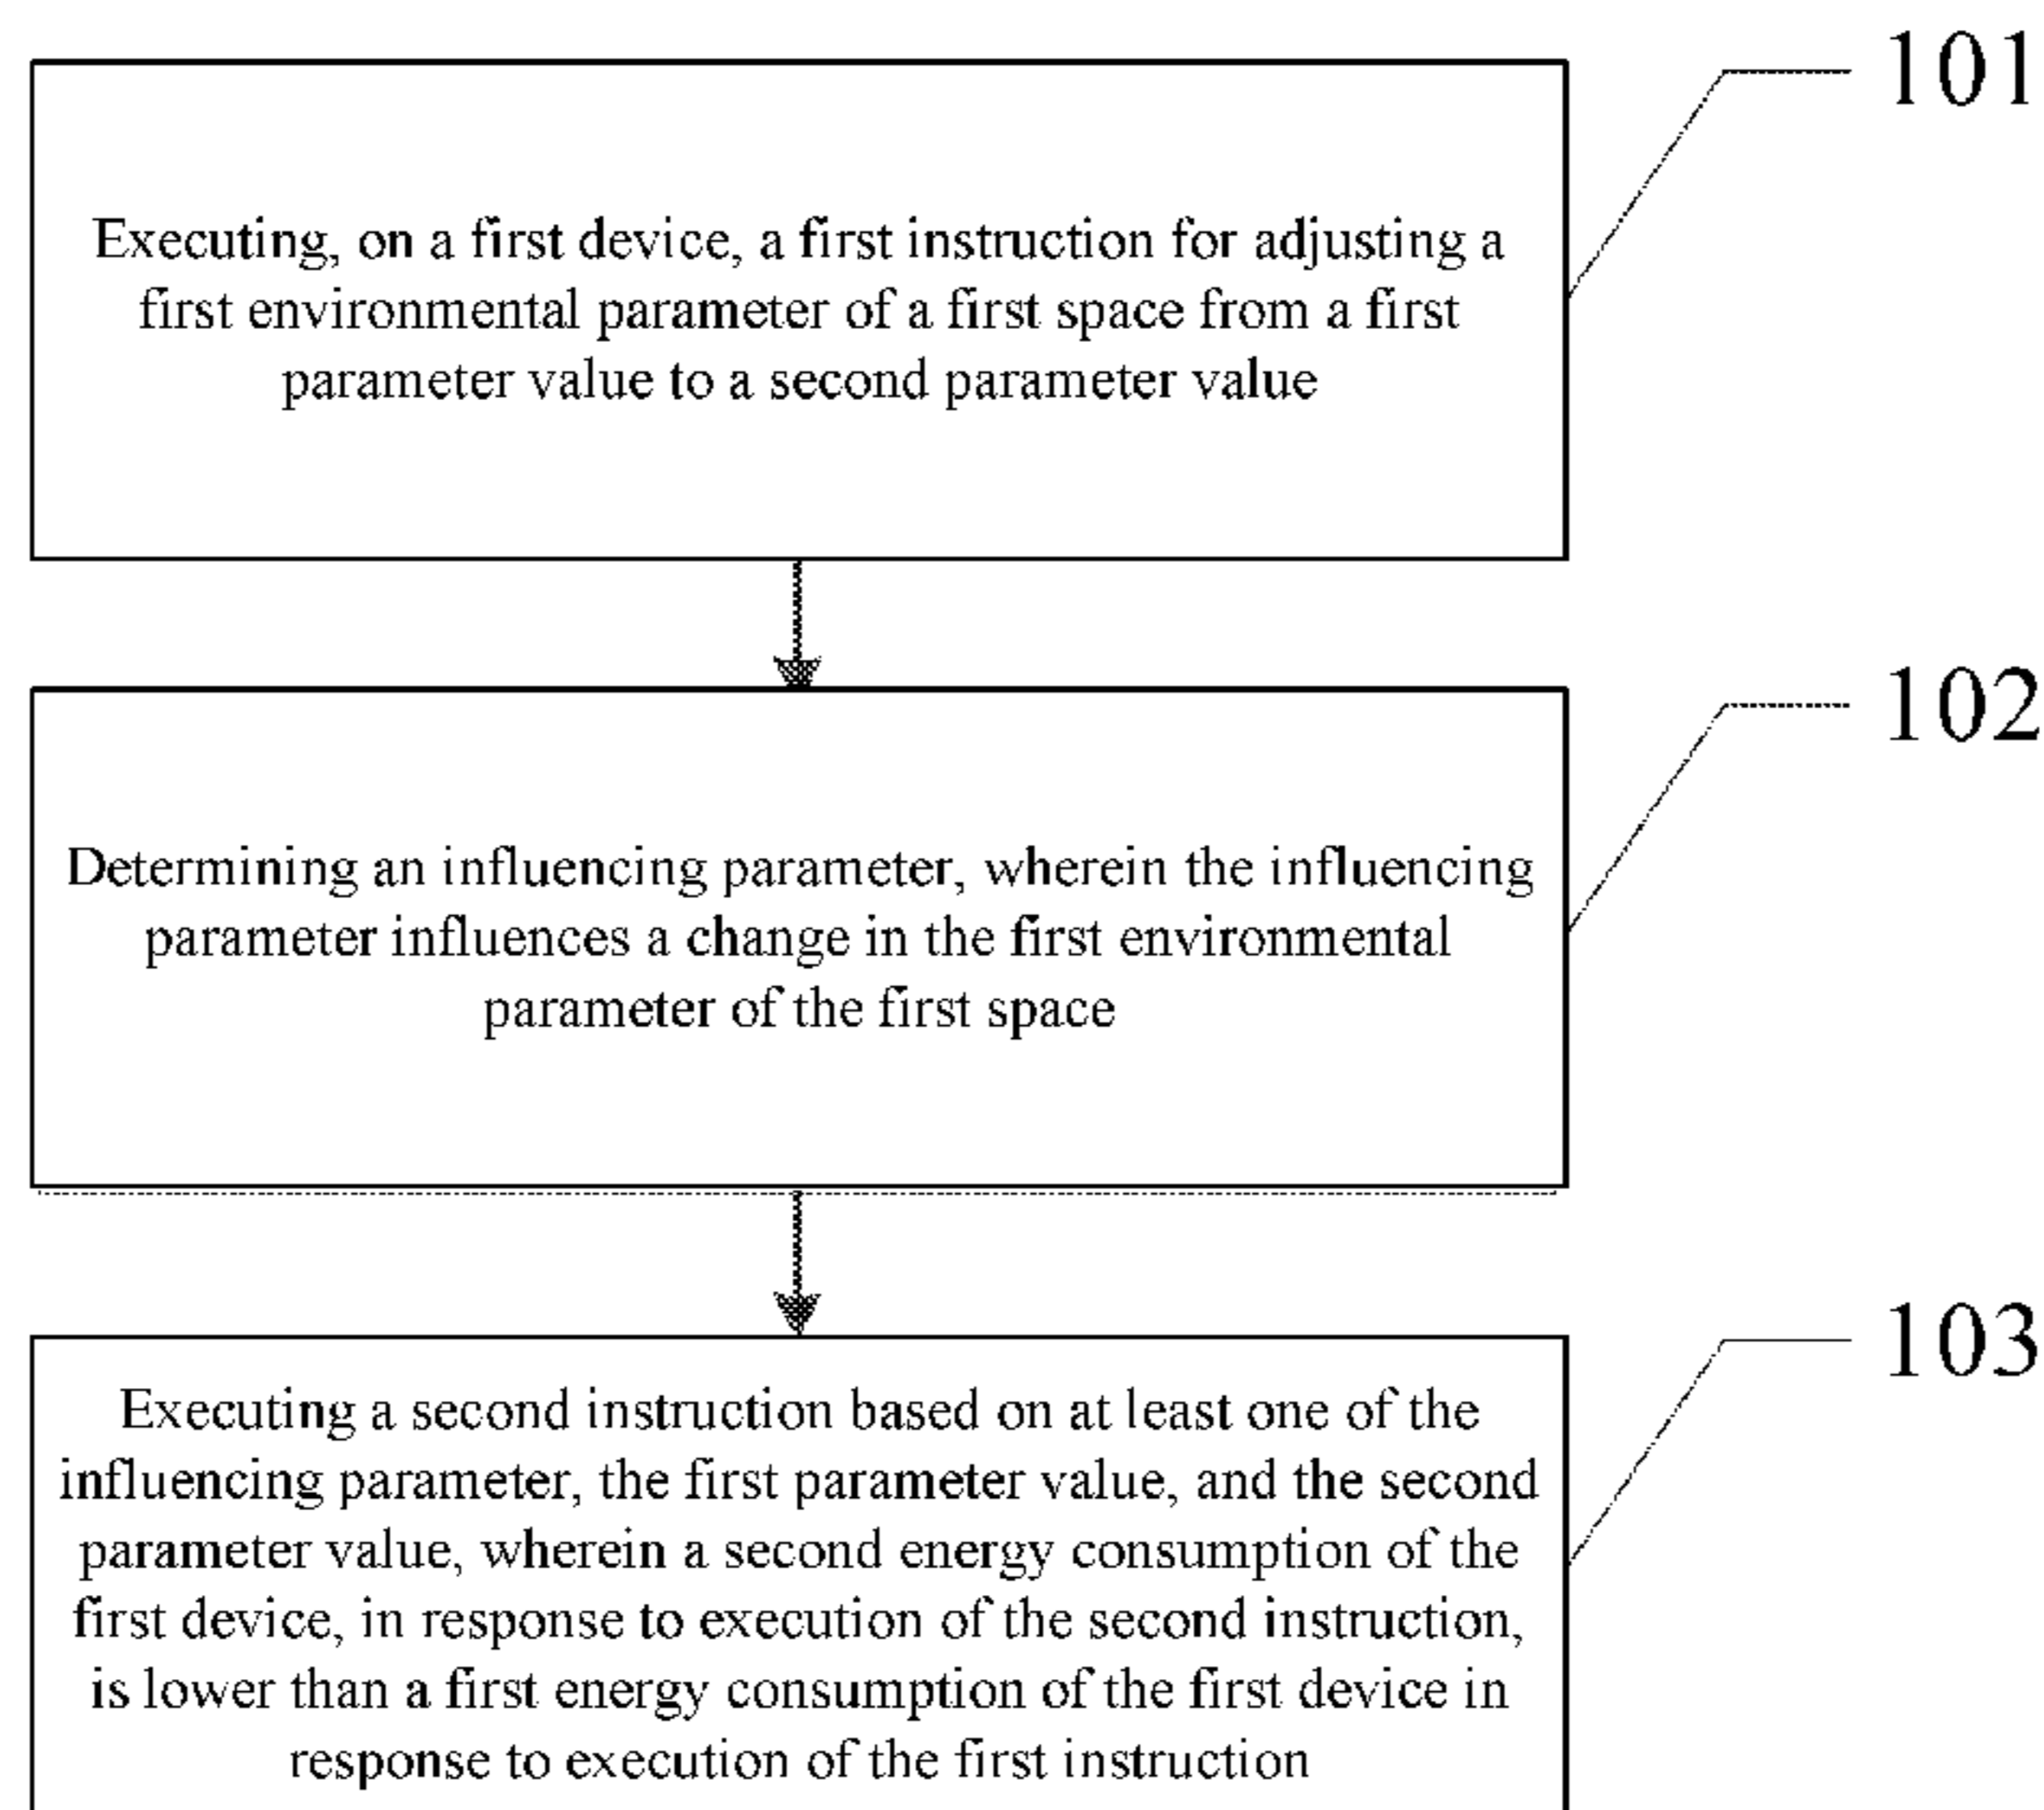 101
Executing, on a first device, a first instruction for adjusting a
first environmental parameter of a first space from a first
parameter value to a second parameter value
102
Determining an influencing parameter, wherein the influencing
parameter influences a change in the first environmental
parameter of the first space
103
Executing a second instruction based on at least one of the
influencing parameter, the first parameter value, and the second
parameter value, wherein a second energy consumption of the
first device, in response to execution of the second instruction,
is lower than a first energy consumption of the first device in
response to execution of the first instruction